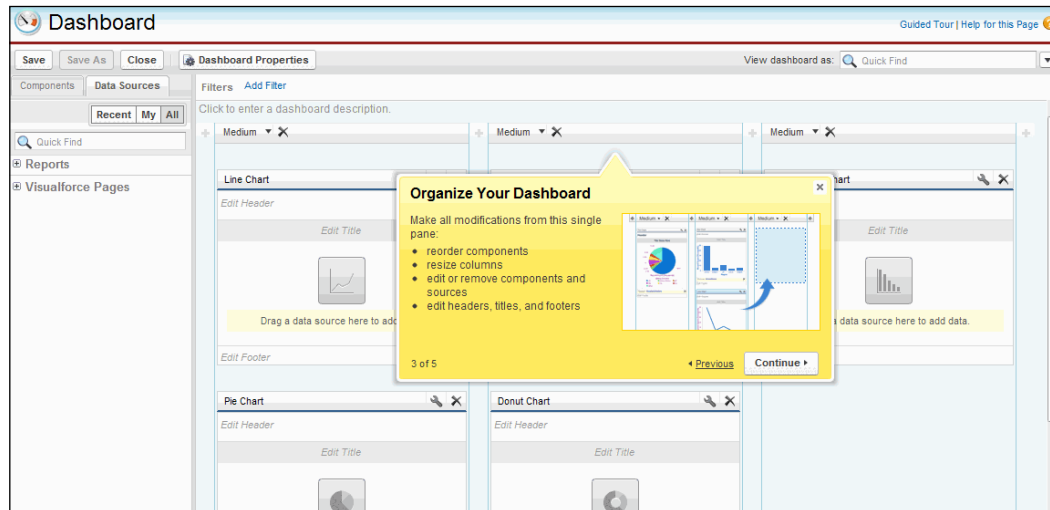 Dashboard
Guided Tour | Help for this Page
Save Save As Close Dashboard Properties View dashboard as: Quick Find
Components Data Sources Filters Add Filter
Recent My All Click to enter a dashboard description.
Quick Find
Medium Medium Medium
Reports
Visualforce Pages
Line Chart hart
Edit Header
Edit Title Edit Title
Drag a data source here to add data source here to add data.
Edit Footer
Organize Your Dashboard
Make all modifications from this single
pane:
• reorder components
• resize columns
• edit or remove components and
sources
• edit headers, titles, and footers
Medium Medium Medium
3 of 5 Previous Continue
Pie Chart Donut Chart
Edit Header Edit Header
Edit Title Edit Title